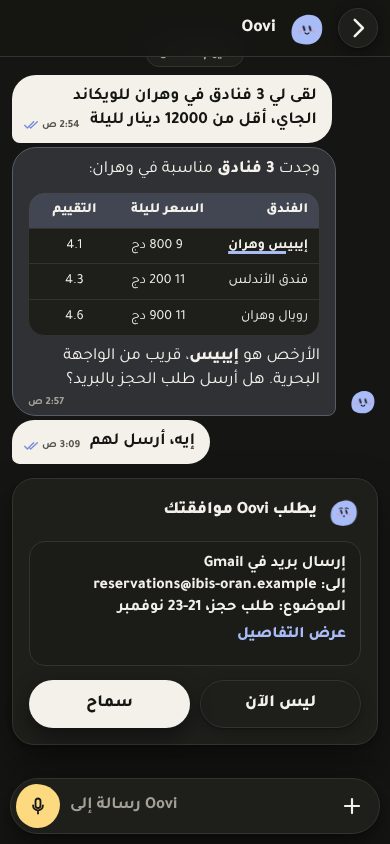 Oovi
لقى لي 3 فنادق في وهران للويكاند
الجاي، أقل من 12000 دينار لليلة
2:54 ص
وجدت 3 فنادق مناسبة في وهران:
الفندق السعر لليلة التقييم
إيبيس وهران 9 800 دج 4.1
فندق الأندلس 11 200 دج 4.3
رويال وهران 11 900 دج 4.6
الأرخص هو إيبيس، قريب من الواجهة
البحرية. هل أرسل طلب الحجز بالبريد؟
2:57 ص
إيه، أرسل لهم
3:09 ص
يطلب Oovi موافقتك
إرسال بريد في Gmail
إلى: reservations@ibis-oran.example
الموضوع: طلب حجز، 21-23 نوفمبر
عرض التفاصيل
ليس الآن
سماح
رسالة إلى Oovi